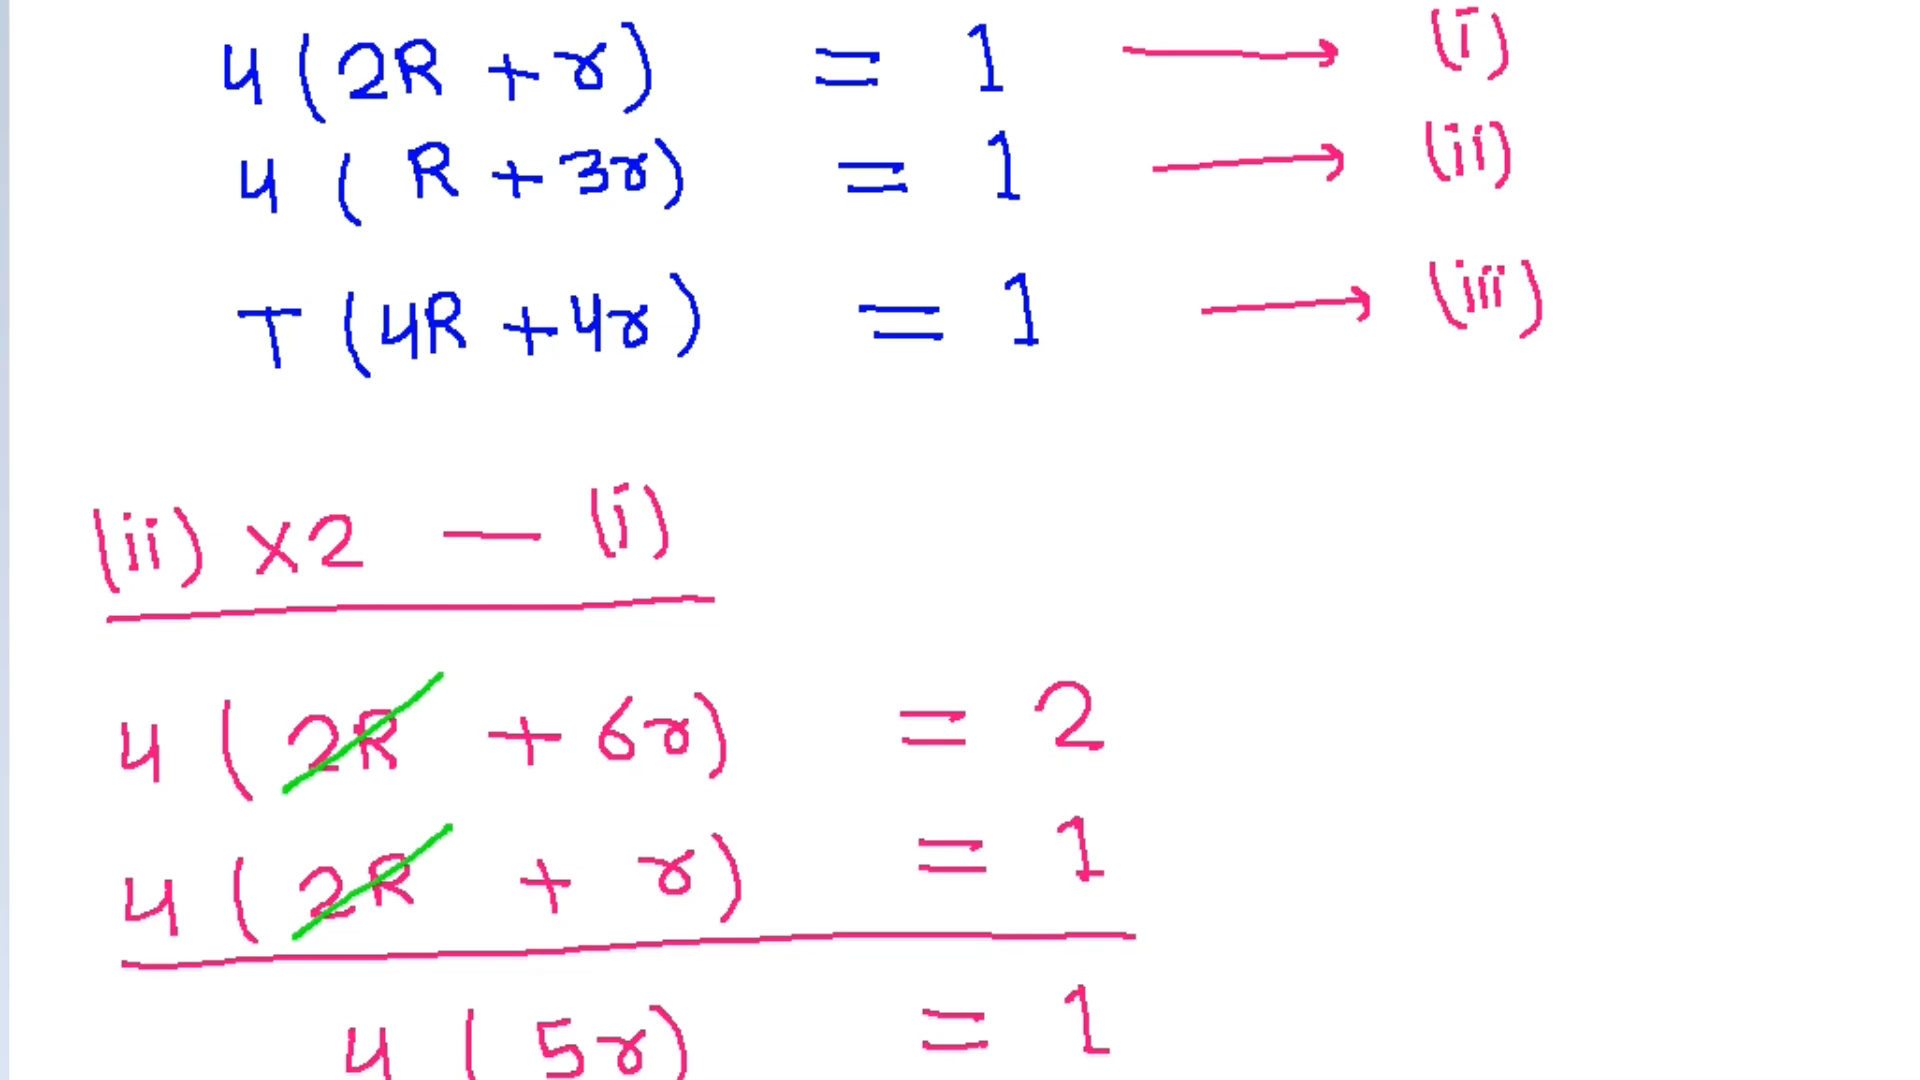 4 (2R + r) = 1 → (i)
4 ( R + 3r) = 1 → (ii)
T (4R + 4r) = 1 → (iii)
(ii) ×2 — (i)
4 ( 2R + 6r) = 2
4 ( 2R + r) = 1
4 ( 5r) = 1